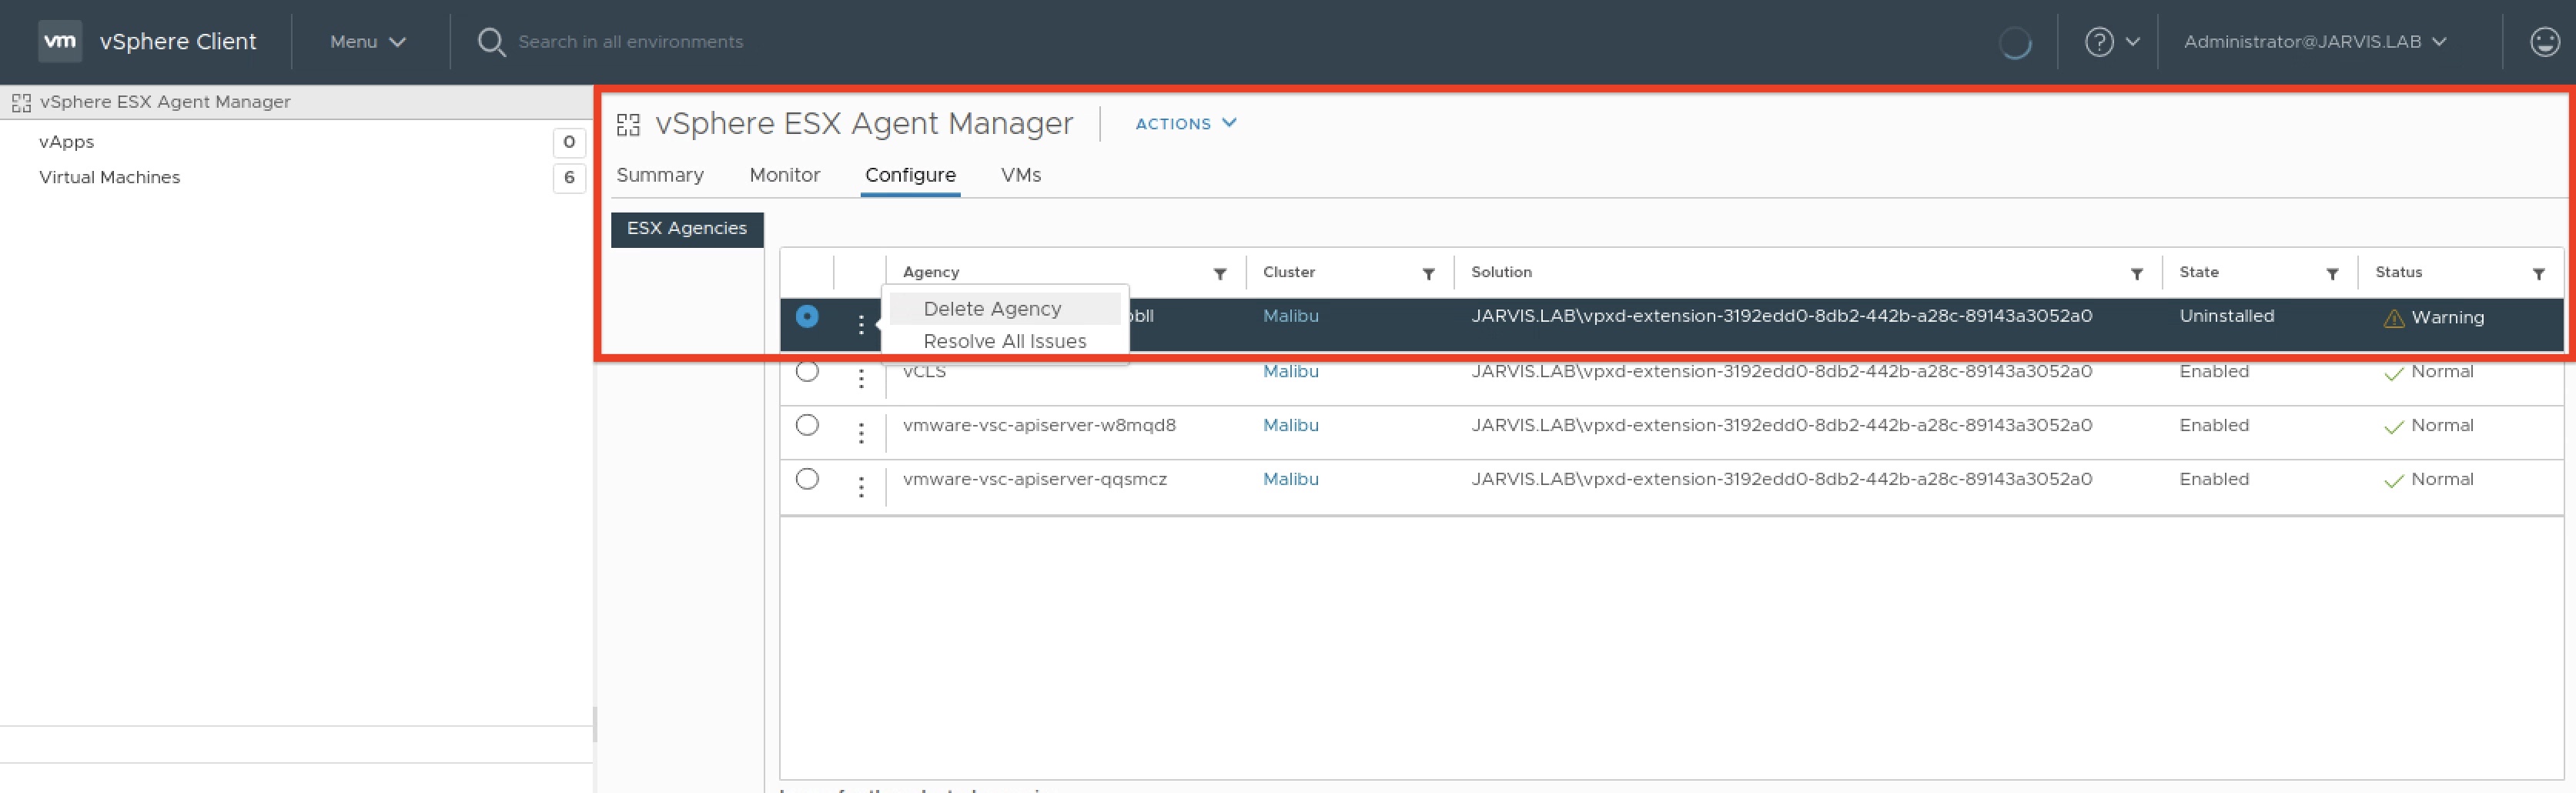 vm vSphere Client Menu Search in all environments ? Administrator@JARVIS.LAB
vSphere ESX Agent Manager
vApps 0
Virtual Machines 6
vSphere ESX Agent Manager ACTIONS
Summary Monitor Configure VMs
ESX Agencies
Agency Cluster Solution State Status
Delete Agency
Resolve All Issues
bll Malibu JARVIS.LAB\vpxd-extension-3192edd0-8db2-442b-a28c-89143a3052a0 Uninstalled Warning
vCLS Malibu JARVIS.LAB\vpxd-extension-3192edd0-8db2-442b-a28c-89143a3052a0 Enabled Normal
vmware-vsc-apiserver-w8mqd8 Malibu JARVIS.LAB\vpxd-extension-3192edd0-8db2-442b-a28c-89143a3052a0 Enabled Normal
vmware-vsc-apiserver-qqsmcz Malibu JARVIS.LAB\vpxd-extension-3192edd0-8db2-442b-a28c-89143a3052a0 Enabled Normal